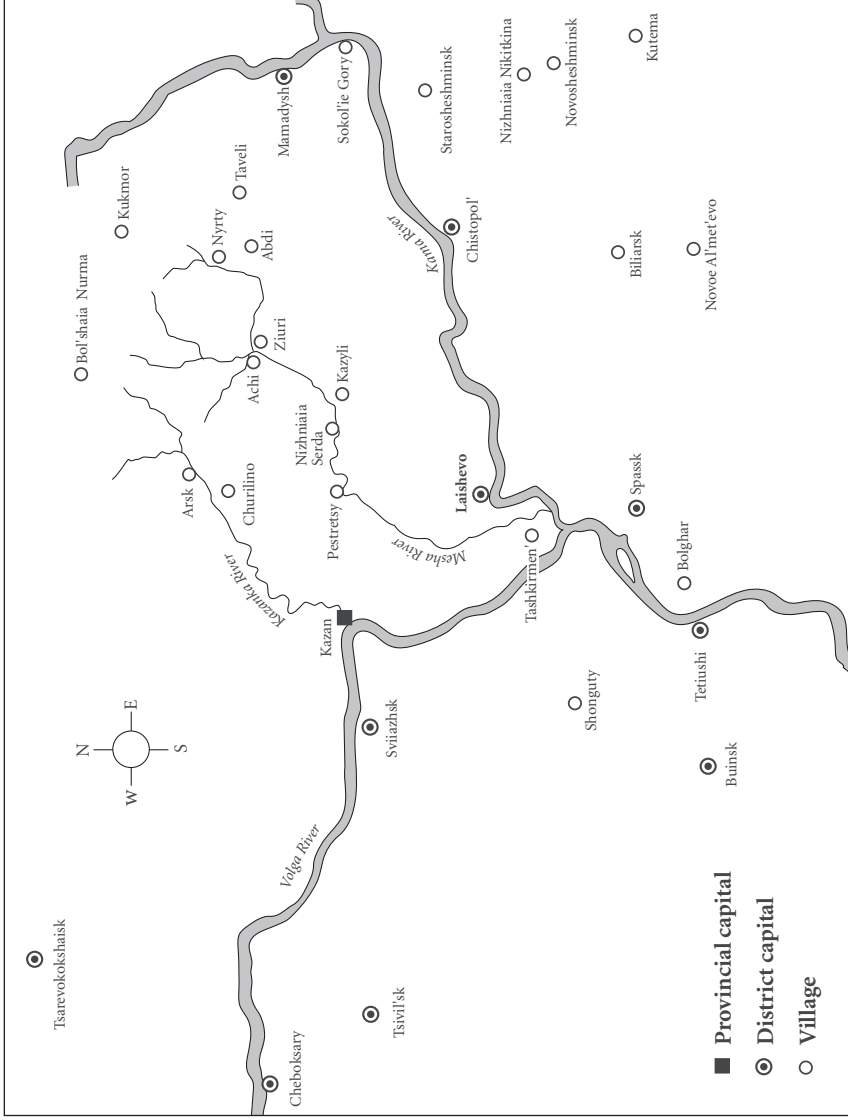 Tsarevokokshaisk
Cheboksary
Tsivil'sk
Volga River
N
W
E
S
Sviiazhsk
Kazan
Kazanka River
Arsk
Churilino
Bol'shaia Nurma
Kukmor
Nyrty
Taveli
Abdi
Achi
Ziuri
Kazyli
Nizhniaia
Serda
Pestretsy
Mesha River
Mamadysh
Sokol'ie Gory
Kama River
Chistopol'
Starosheshminsk
Nizhniaia Nikitkina
Novosheshminsk
Kutema
Biliarsk
Novoe Al'met'evo
Laishevo
Tashkirmen'
Spassk
Bolghar
Tetiushi
Shonguty
Buinsk
Provincial capital
District capital
Village